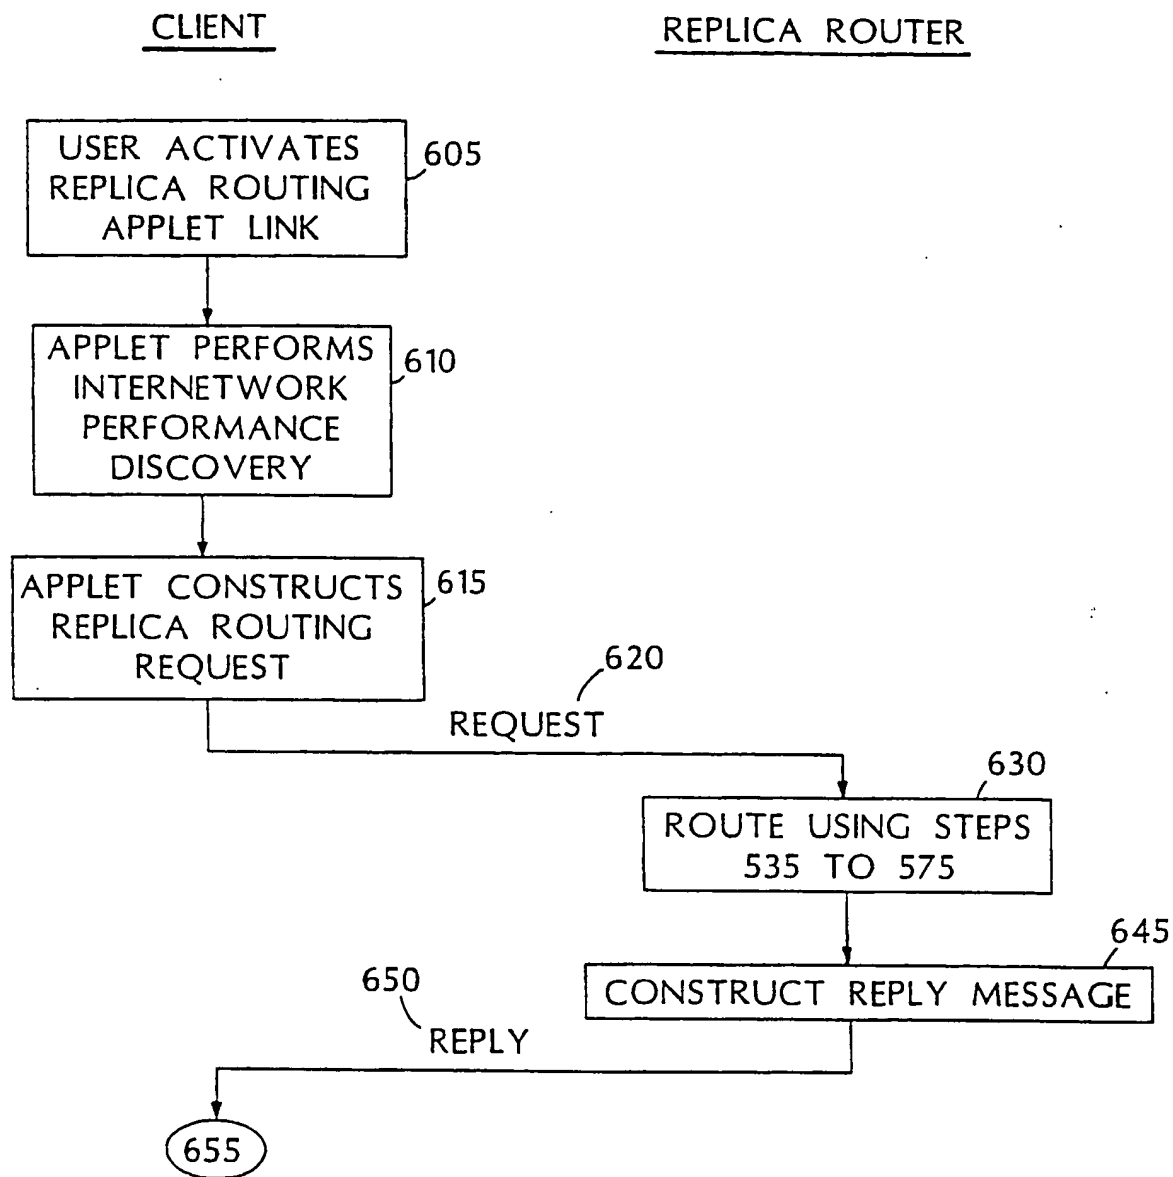 CLIENT
REPLICA ROUTER
USER ACTIVATES
REPLICA ROUTING
APPLET LINK
605
APPLET PERFORMS
INTERNETWORK
PERFORMANCE
DISCOVERY
610
APPLET CONSTRUCTS
REPLICA ROUTING
REQUEST
615
620
REQUEST
630
ROUTE USING STEPS
535 TO 575
645
CONSTRUCT REPLY MESSAGE
650
REPLY
655